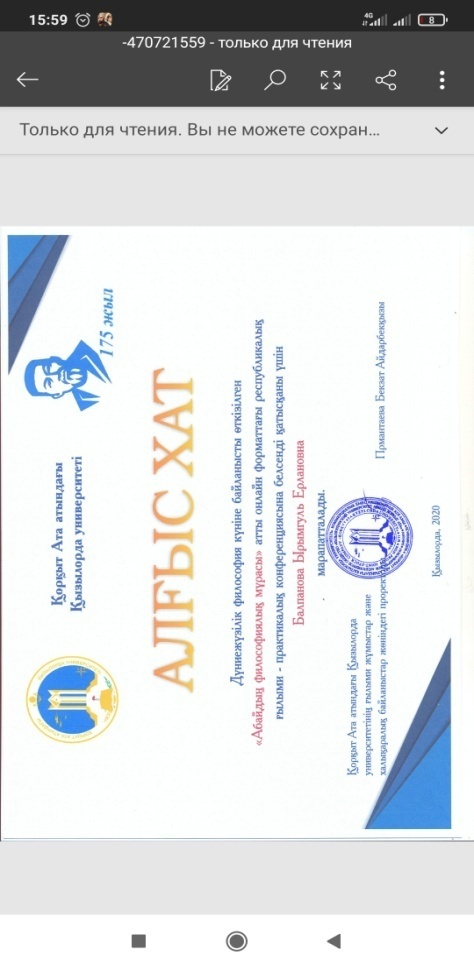 15:59
4G
8
-470721559 - только для чтения
Только для чтения. Вы не можете сохран...
Қорқыт Ата атындағы
Қызылорда университеті
175 жыл
АЛҒЫС ХАТ
Дүниежүзілік философия күніне байланысты өткізілген
«Абайдың философиялық мұрасы» атты онлайн форматтағы республикалық
ғылыми - практикалық конференциясына белсенді қатысқаны үшін
Балпанова Ырымгуль Ерлановна
марапатталады.
Қорқыт Ата атындағы Қызылорда
университетінің ғылыми жұмыстар және
халықаралық байланыстар жөніндегі
Прмантаева Бекзат Айдарбекқызы
Қызылорда, 2020